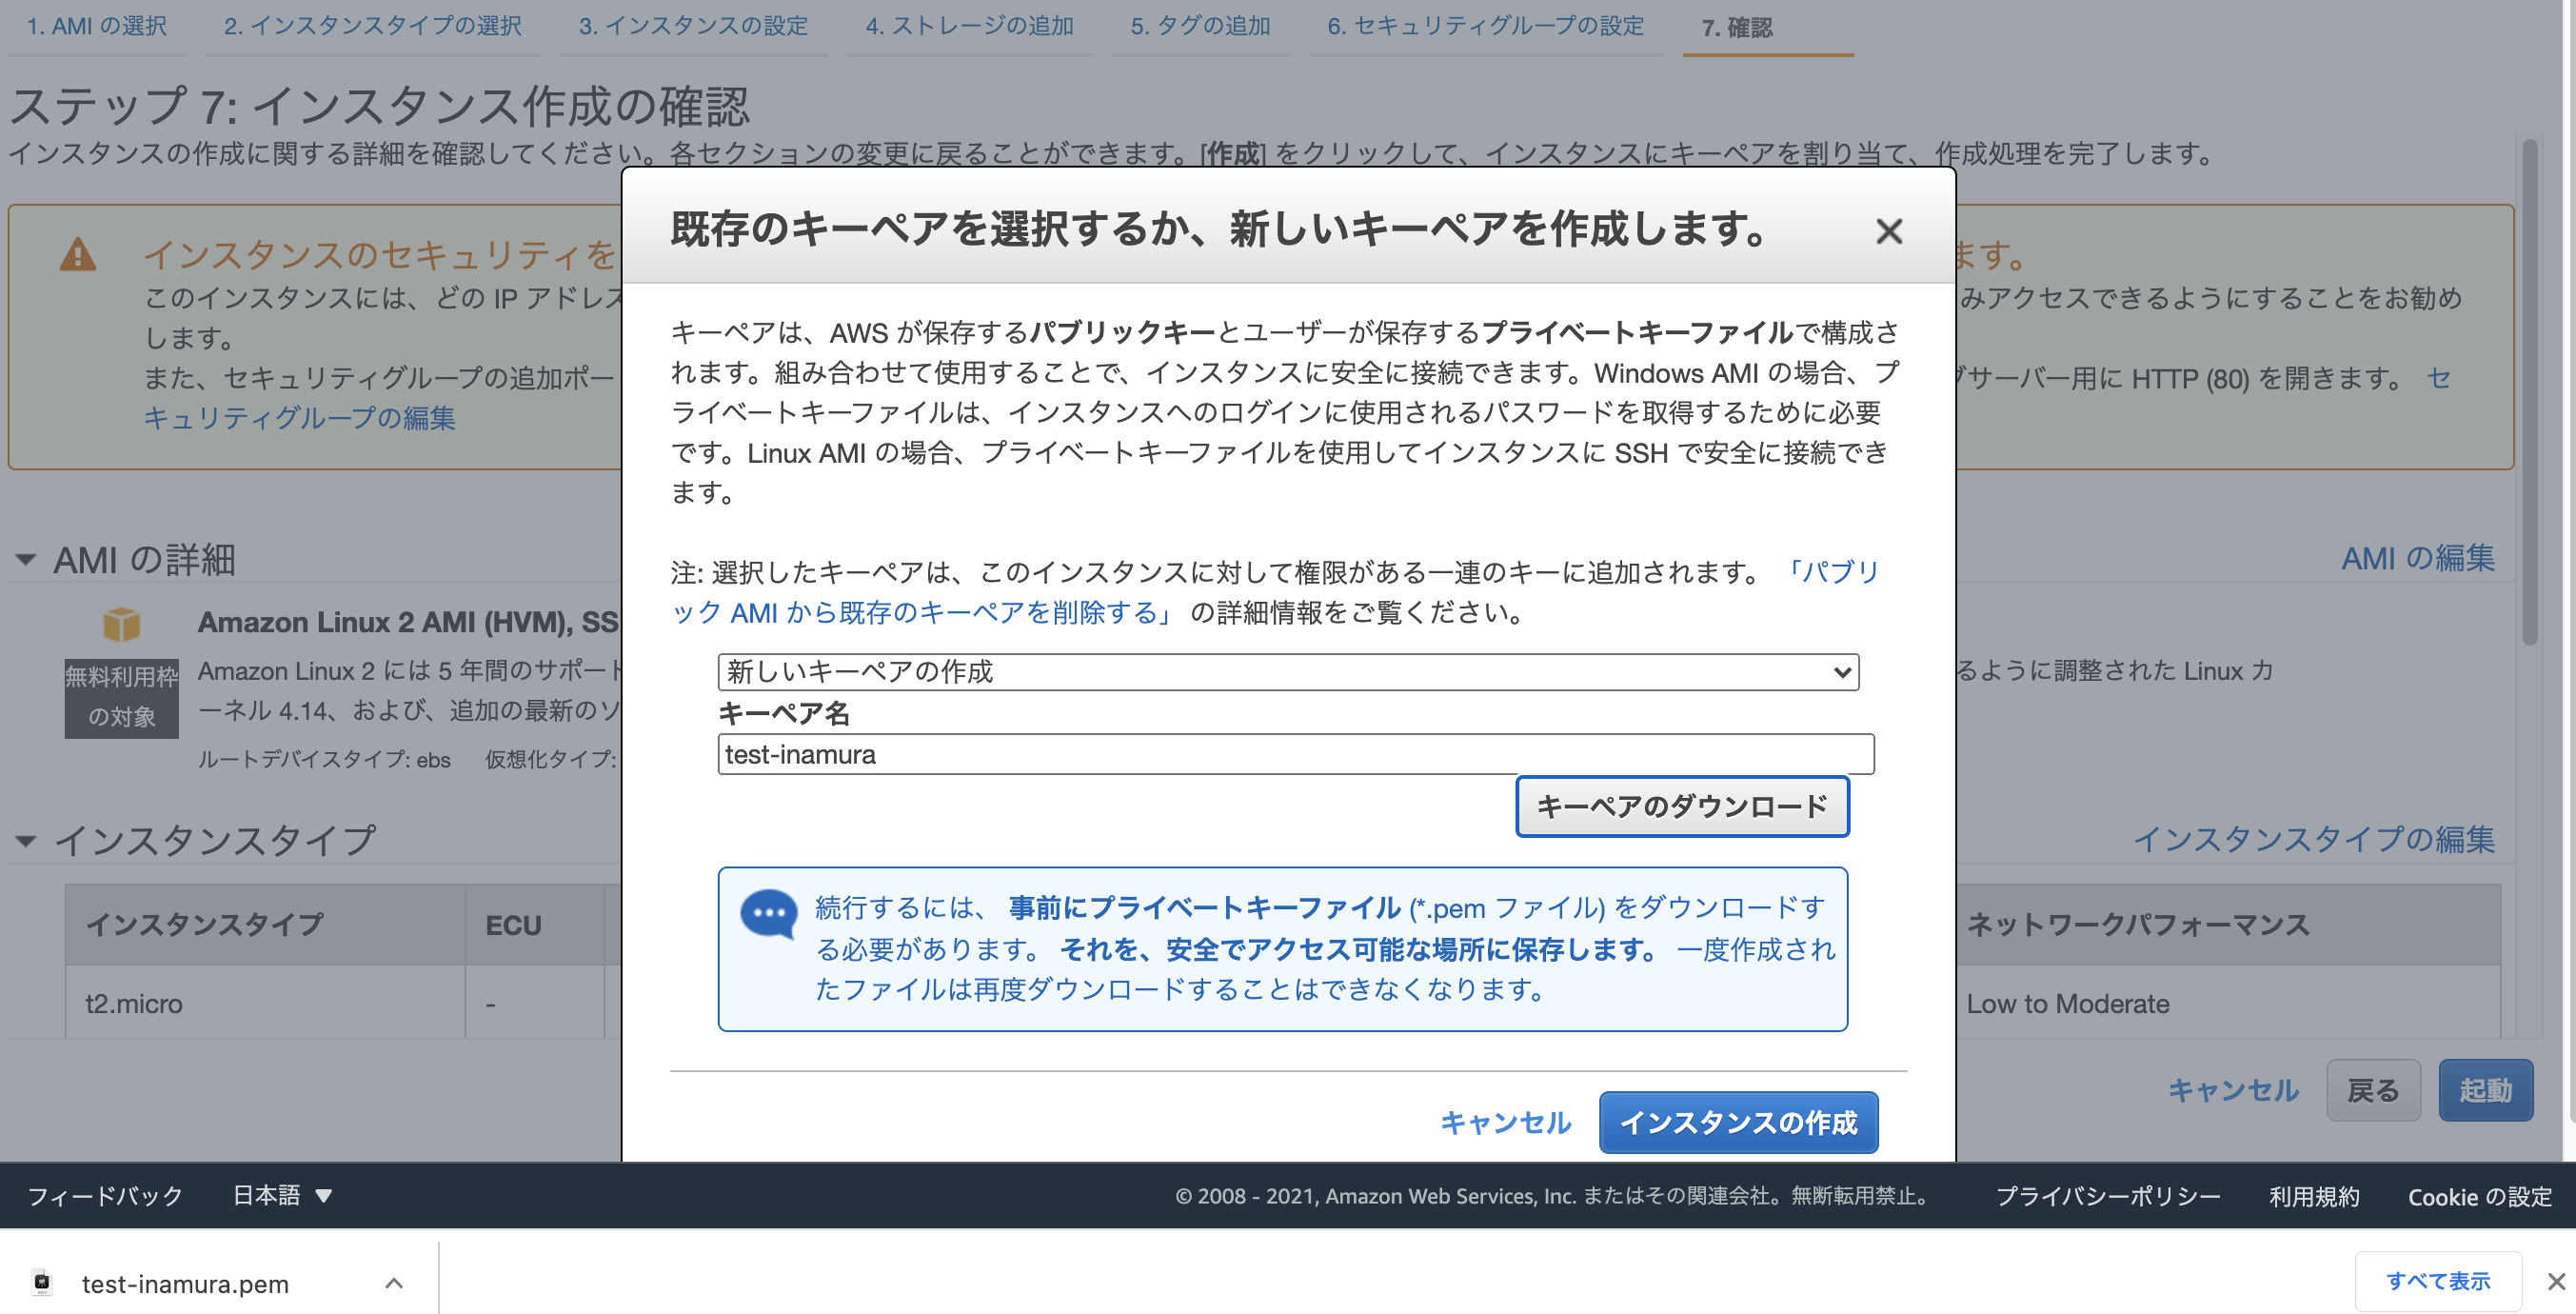 1. AMI の選択
2. インスタンスタイプの選択
3. インスタンスの設定
4. ストレージの追加
5. タグの追加
6. セキュリティグループの設定
7. 確認
ステップ 7: インスタンス作成の確認
インスタンスの作成に関する詳細を確認してください。各セクションの変更に戻ることができます。[作成] をクリックして、インスタンスにキーペアを割り当て、作成処理を完了します。
インスタンスのセキュリティを
ます。
このインスタンスには、どの IP アドレス
みアクセスできるようにすることをお勧め
します。
また、セキュリティグループの追加ポー
ブサーバー用に HTTP (80) を開きます。 セ
キュリティグループの編集
AMI の詳細
AMI の編集
Amazon Linux 2 AMI (HVM), SS
無料利用枠
の対象
Amazon Linux 2 には 5 年間のサポート
るように調整された Linux カ
ーネル 4.14、および、追加の最新のソ
ルートデバイスタイプ: ebs 仮想化タイプ:
インスタンスタイプ
インスタンスタイプの編集
インスタンスタイプ ECU
ネットワークパフォーマンス
t2.micro -
Low to Moderate
キャンセル 戻る 起動
既存のキーペアを選択するか、新しいキーペアを作成します。
キーペアは、AWS が保存するパブリックキーとユーザーが保存するプライベートキーファイルで構成さ
れます。組み合わせて使用することで、インスタンスに安全に接続できます。Windows AMI の場合、プ
ライベートキーファイルは、インスタンスへのログインに使用されるパスワードを取得するために必要
です。Linux AMI の場合、プライベートキーファイルを使用してインスタンスに SSH で安全に接続でき
ます。
注: 選択したキーペアは、このインスタンスに対して権限がある一連のキーに追加されます。 「パブリ
ック AMI から既存のキーペアを削除する」 の詳細情報をご覧ください。
新しいキーペアの作成
キーペア名
test-inamura
キーペアのダウンロード
続行するには、 事前にプライベートキーファイル (*.pem ファイル) をダウンロードす
る必要があります。 それを、安全でアクセス可能な場所に保存します。 一度作成され
たファイルは再度ダウンロードすることはできなくなります。
キャンセル インスタンスの作成
フィードバック 日本語
© 2008 - 2021, Amazon Web Services, Inc. またはその関連会社。無断転用禁止。
プライバシーポリシー 利用規約 Cookie の設定
test-inamura.pem
すべて表示